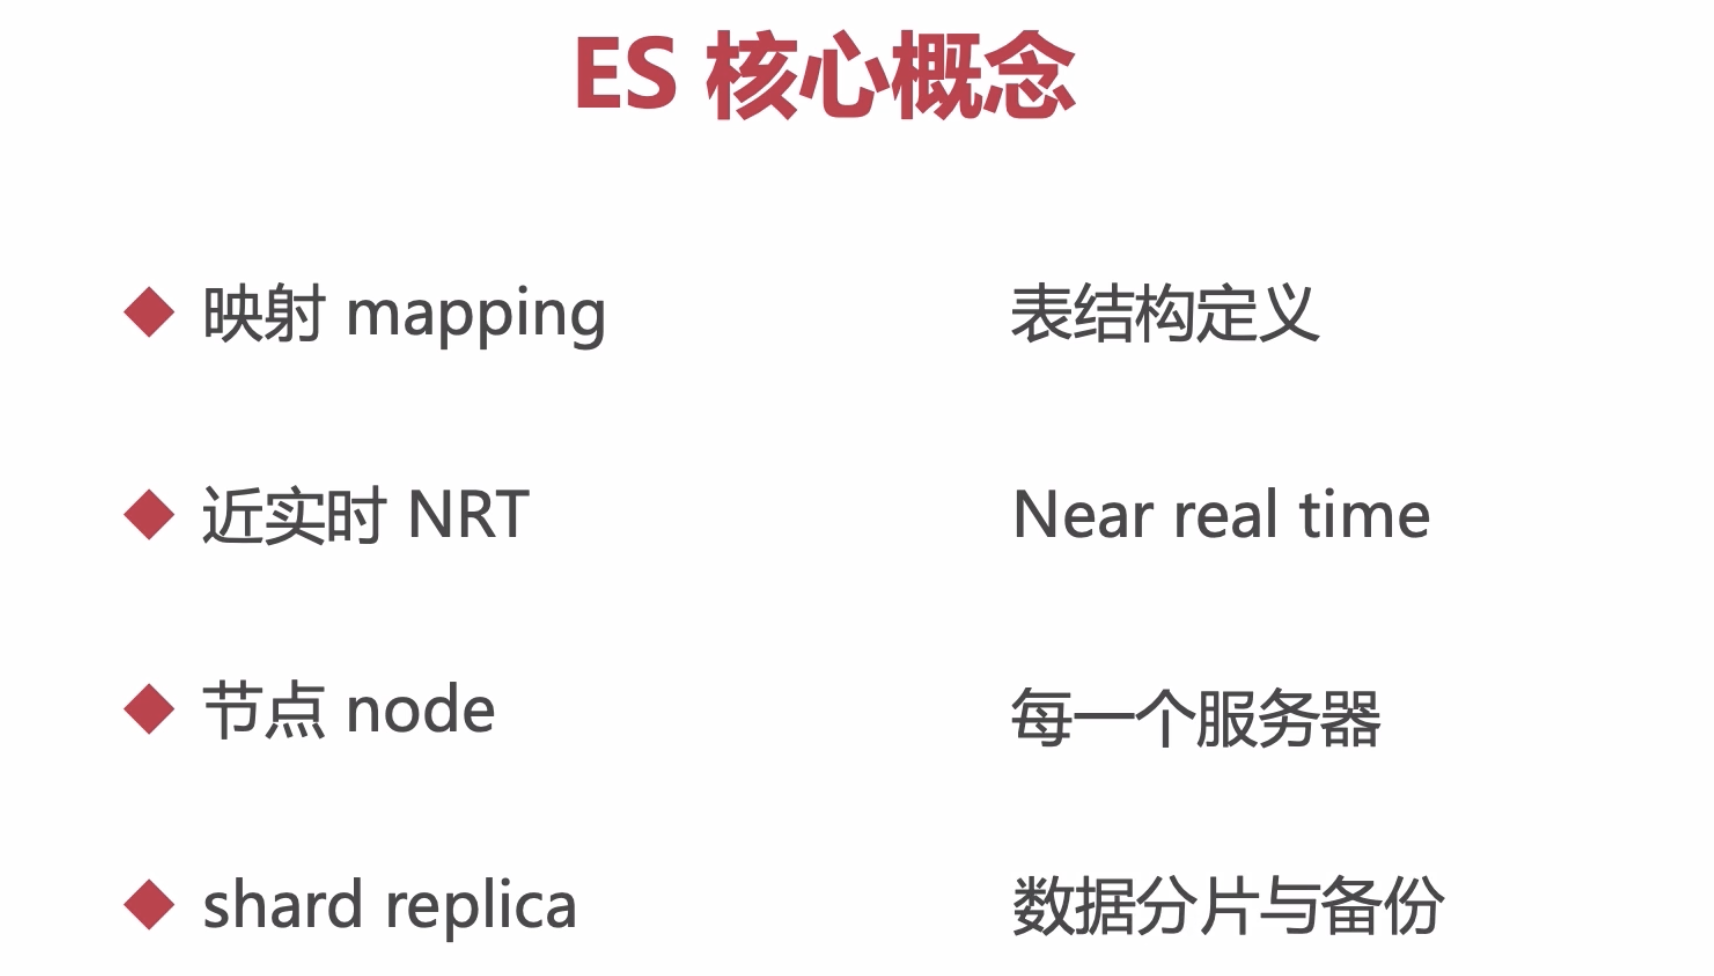 ES 核心概念
映射 mapping 表结构定义
近实时 NRT Near real time
节点 node 每一个服务器
shard replica 数据分片与备份